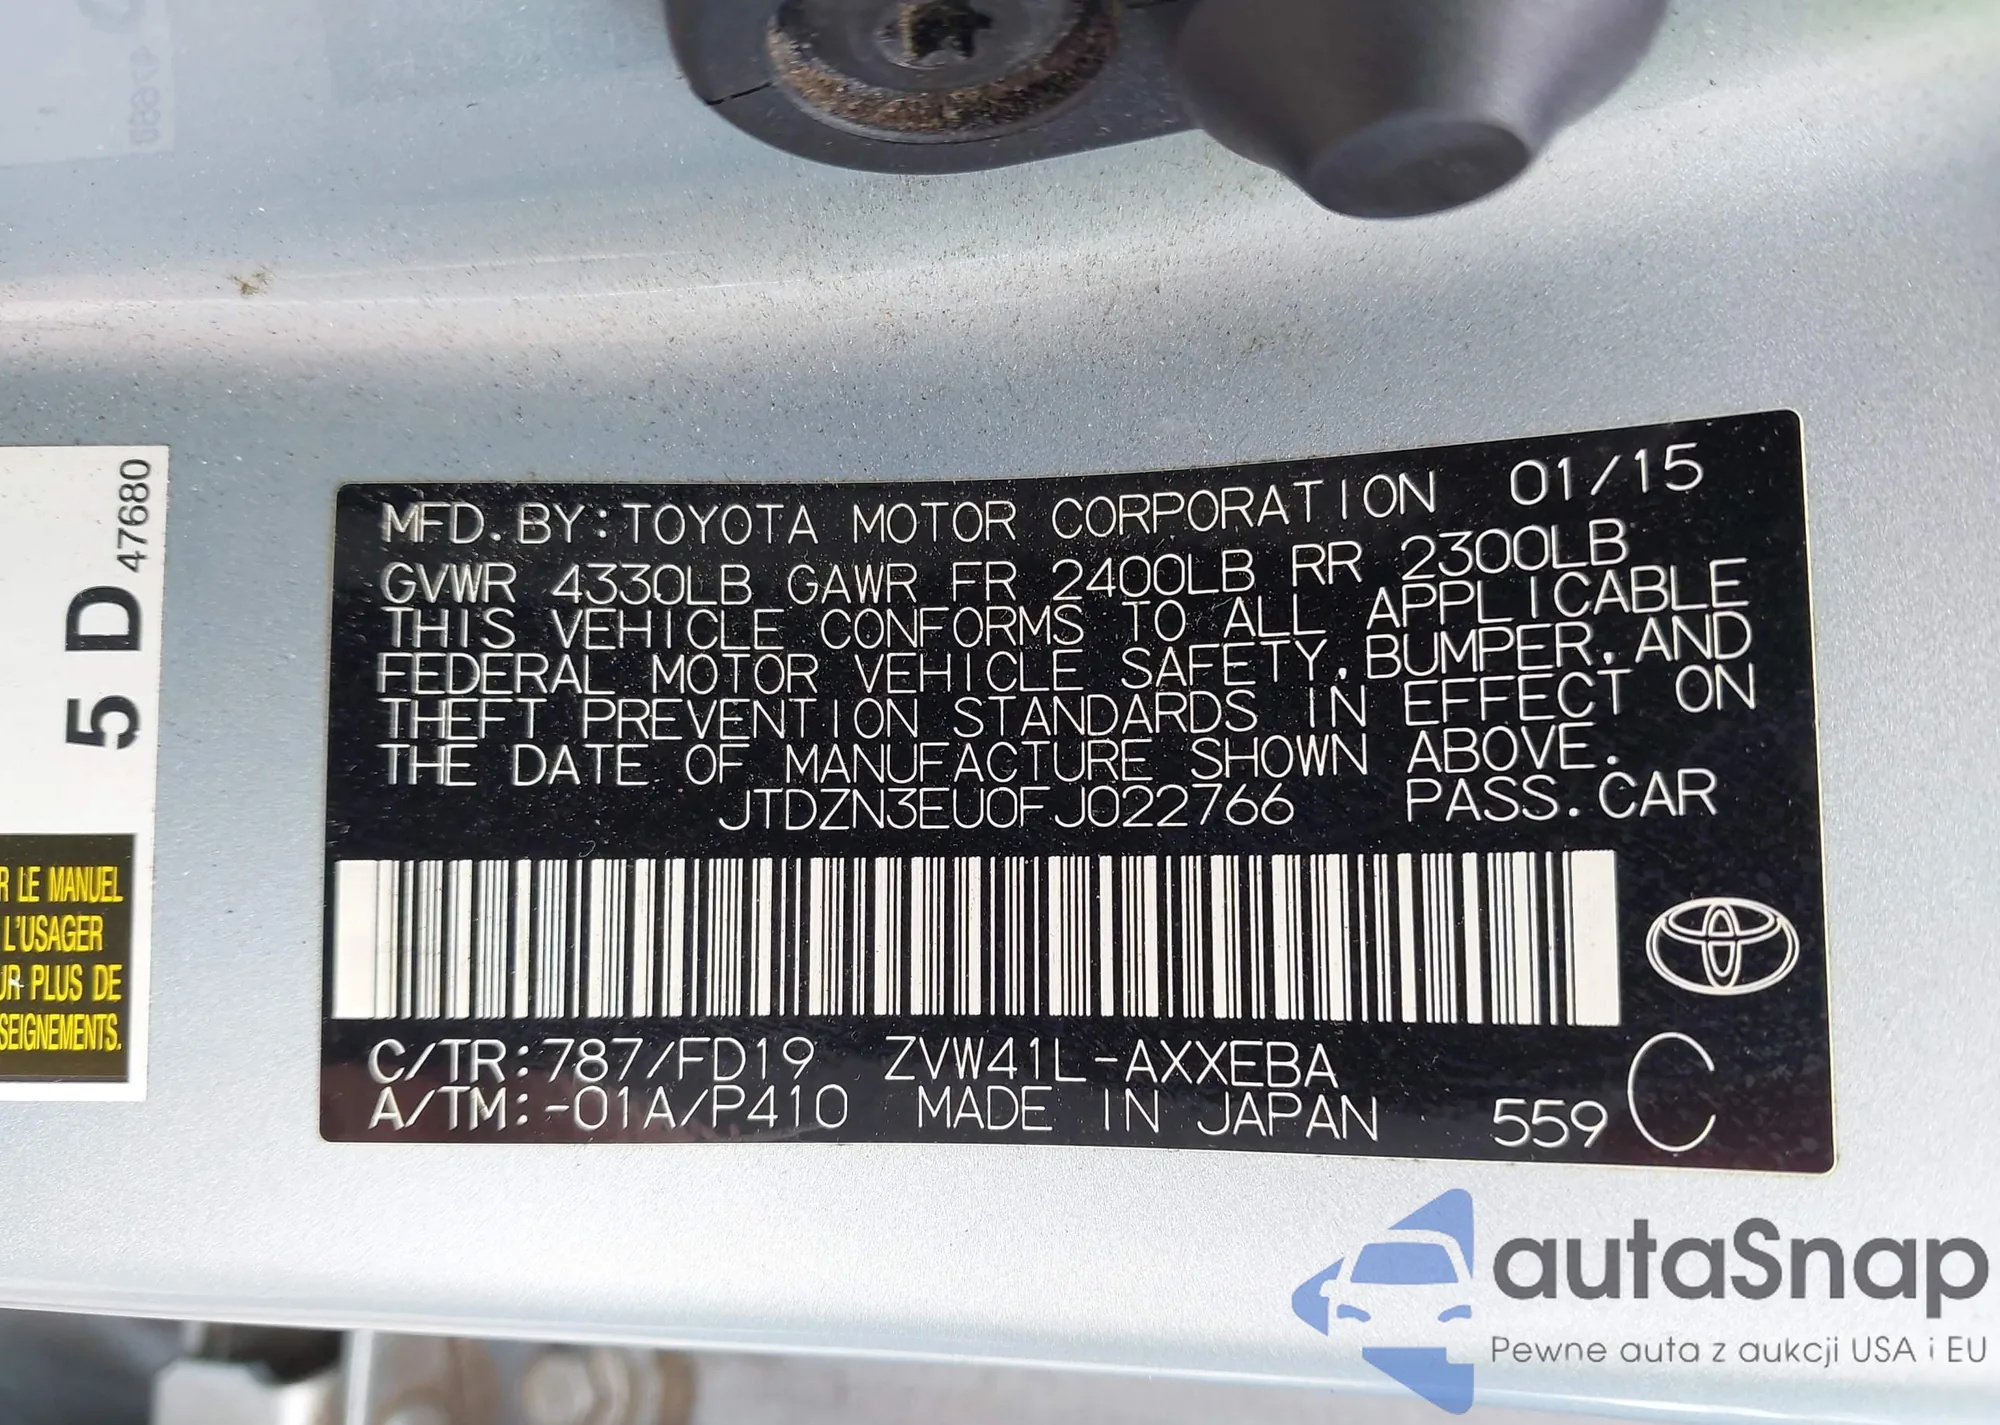 MFD. BY: TOYOTA MOTOR CORPORATION 01/15
GVWR 4330LB GAWR FR 2400LB RR 2300LB
THIS VEHICLE CONFORMS TO ALL APPLICABLE
FEDERAL MOTOR VEHICLE SAFETY, BUMPER, AND
THEFT PREVENTION STANDARDS IN EFFECT ON
THE DATE OF MANUFACTURE SHOWN ABOVE.
JTDZN3EU0FJ022766 PASS. CAR
C/TR: 787/FD19 ZVW41L-AXXEBA
A/TM: -01A/P410 MADE IN JAPAN 559 C
5 D 47680
LE MANUEL
L'USAGER
PLUS DE
autaSnap
Pewne auta z aukcji USA i EU